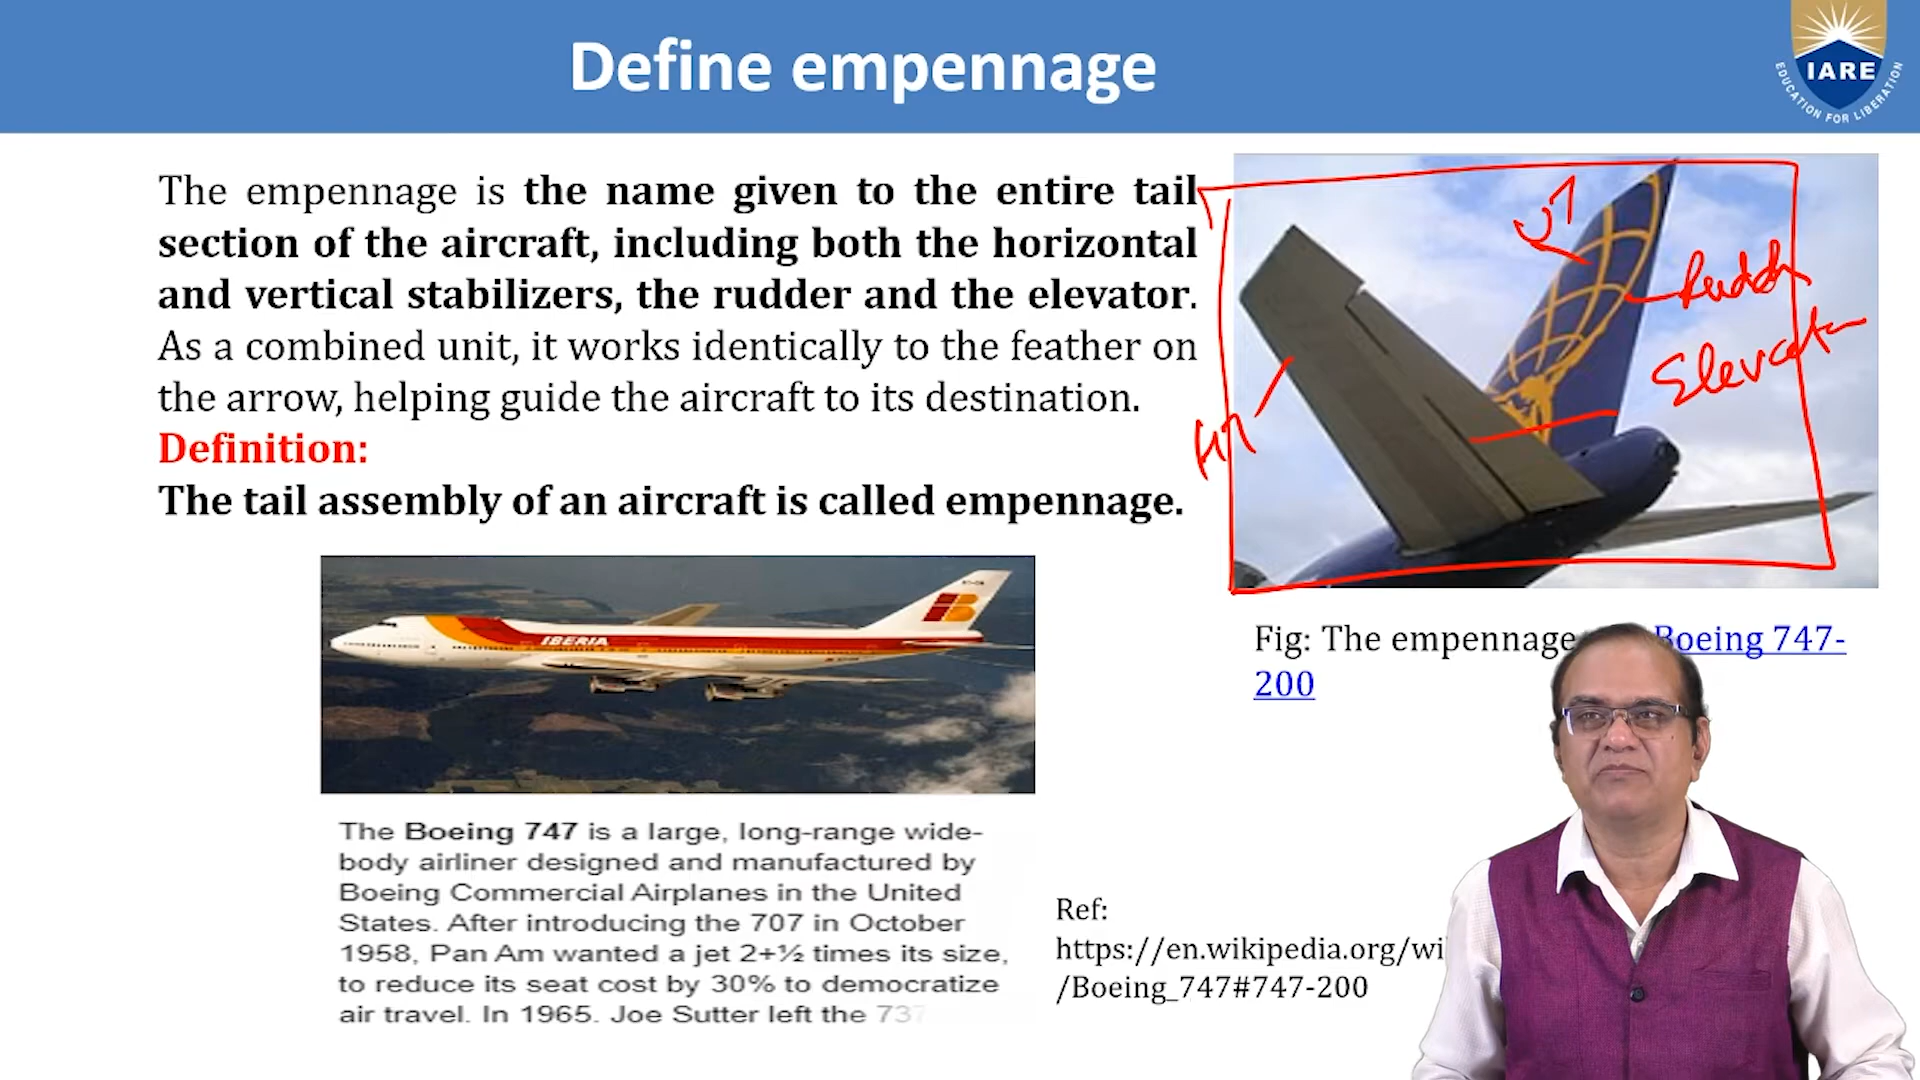 Define empennage
IARE
EDUCATION FOR LIBERATION
The empennage is the name given to the entire tail
section of the aircraft, including both the horizontal
and vertical stabilizers, the rudder and the elevator.
As a combined unit, it works identically to the feather on
the arrow, helping guide the aircraft to its destination.
Definition:
The tail assembly of an aircraft is called empennage.
VT
Rudder
Elevator
HT
Fig: The empennage Boeing 747-
200
IBERIA
The Boeing 747 is a large, long-range wide-
body airliner designed and manufactured by
Boeing Commercial Airplanes in the United
States. After introducing the 707 in October
1958, Pan Am wanted a jet 2+½ times its size,
to reduce its seat cost by 30% to democratize
air travel. In 1965. Joe Sutter left the 737
Ref:
https://en.wikipedia.org/wi
/Boeing_747#747-200